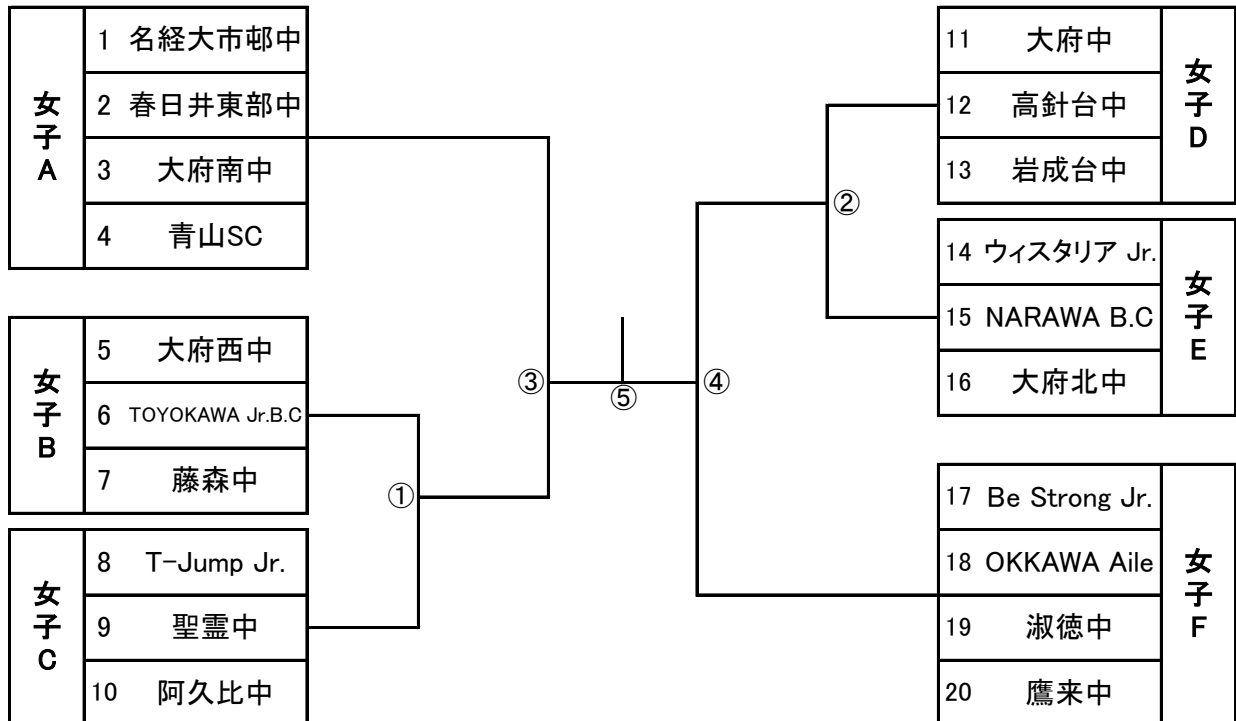 女子A
1 名経大市邨中
2 春日井東部中
3 大府南中
4 青山SC
女子B
5 大府西中
6 TOYOKAWA Jr.B.C
7 藤森中
女子C
8 T-Jump Jr.
9 聖霊中
10 阿久比中
①
③
⑤
④
②
11 大府中
12 高針台中
13 岩成台中
女子D
14 ウィスタリア Jr.
15 NARAWA B.C
16 大府北中
女子E
17 Be Strong Jr.
18 OKKAWA Aile
19 淑徳中
20 鷹来中
女子F